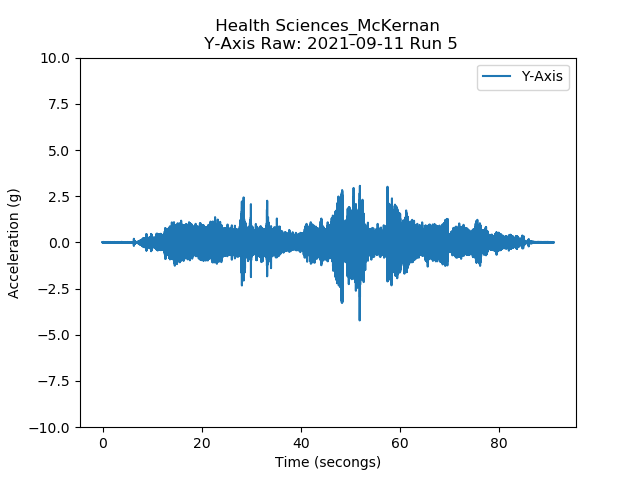 Health Sciences_McKernan
Y-Axis Raw: 2021-09-11 Run 5
Y-Axis
10.0
7.5
5.0
2.5
0.0
−2.5
−5.0
−7.5
−10.0
Acceleration (g)
0 20 40 60 80
Time (secongs)